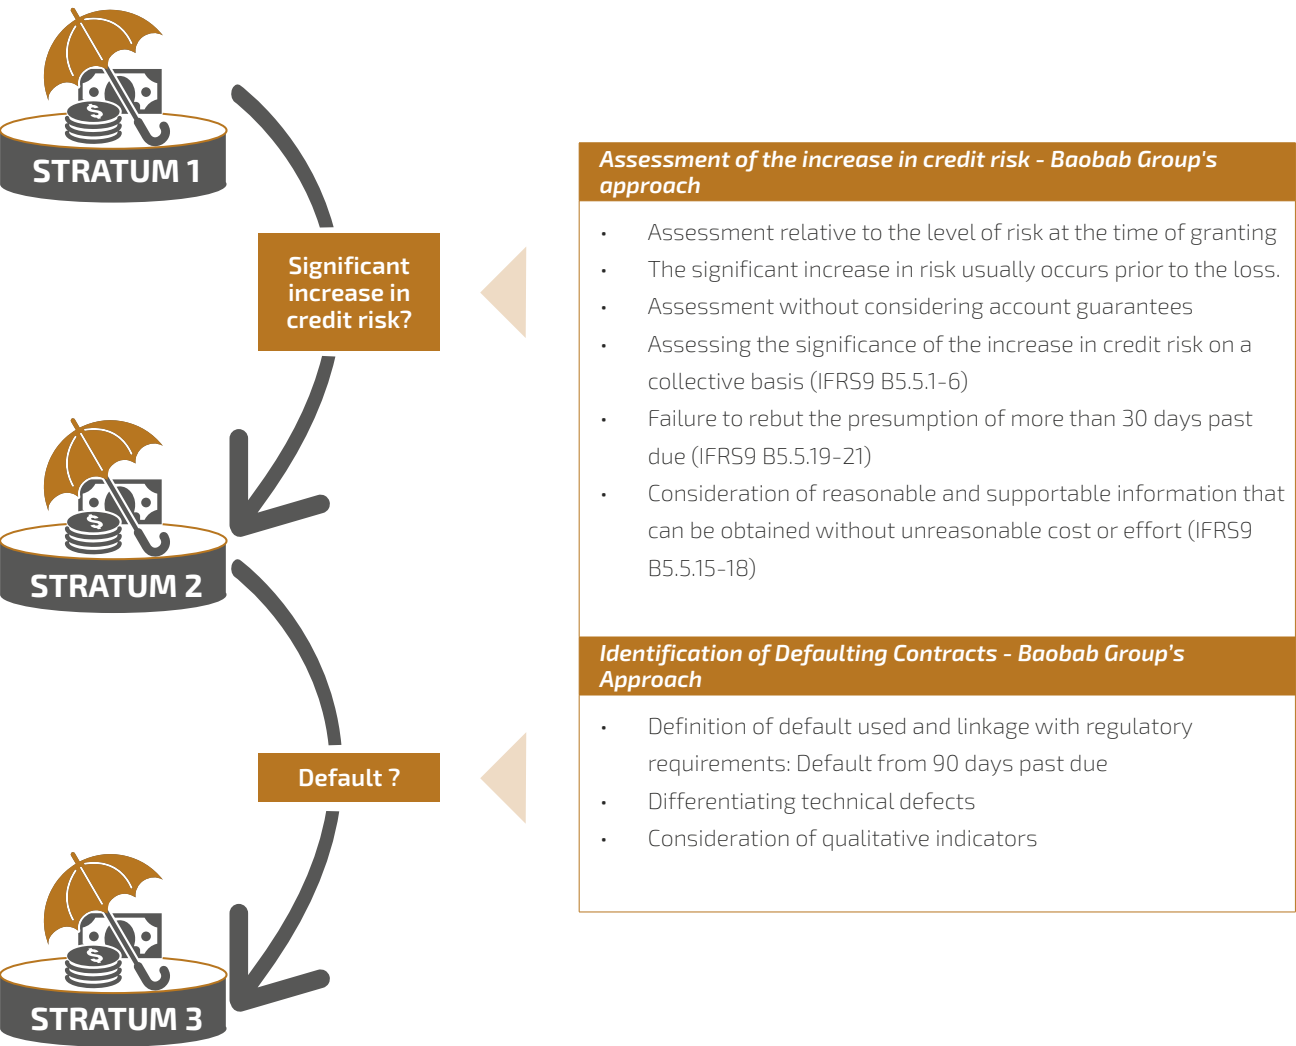 STRATUM 1
Significant
increase in
credit risk?
STRATUM 2
Default ?
STRATUM 3
Assessment of the increase in credit risk - Baobab Group's
approach
• Assessment relative to the level of risk at the time of granting
• The significant increase in risk usually occurs prior to the loss.
• Assessment without considering account guarantees
• Assessing the significance of the increase in credit risk on a
collective basis (IFRS9 B5.5.1-6)
• Failure to rebut the presumption of more than 30 days past
due (IFRS9 B5.5.19-21)
• Consideration of reasonable and supportable information that
can be obtained without unreasonable cost or effort (IFRS9
B5.5.15-18)
Identification of Defaulting Contracts - Baobab Group's
Approach
• Definition of default used and linkage with regulatory
requirements: Default from 90 days past due
• Differentiating technical defects
• Consideration of qualitative indicators